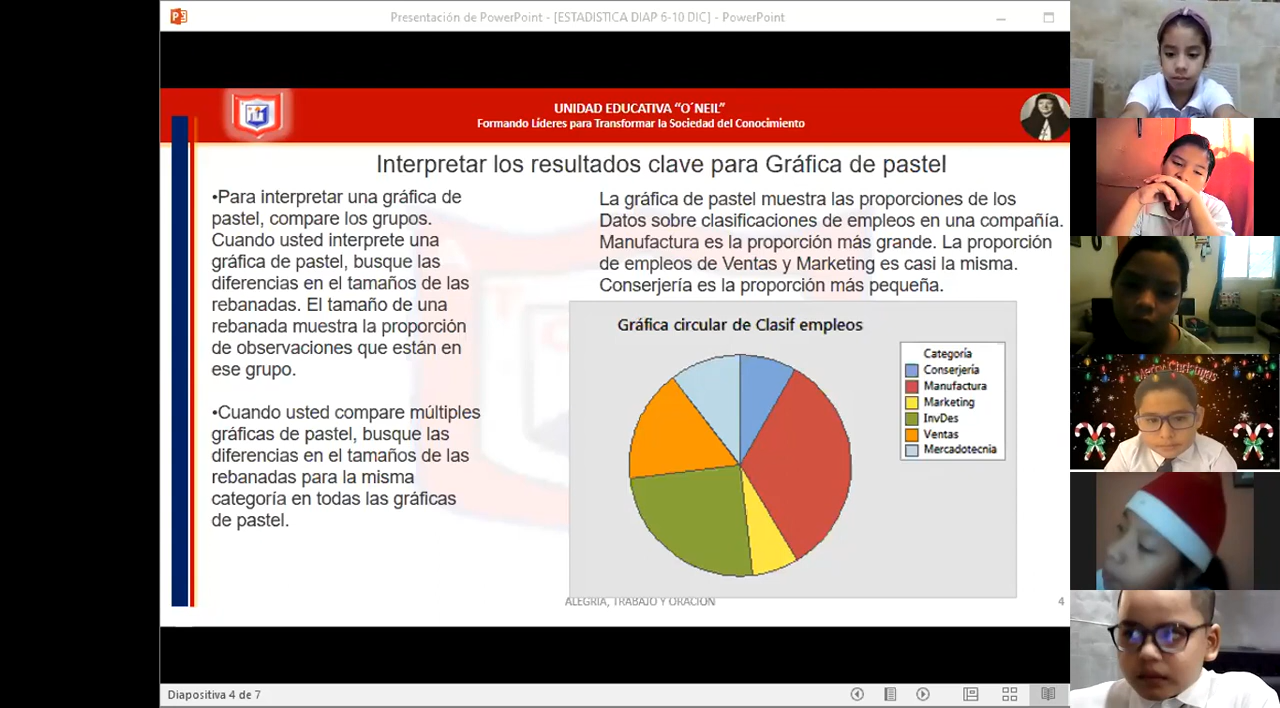 Presentación de PowerPoint - [ESTADISTICA DIAP 6-10 DIC] - PowerPoint
UNIDAD EDUCATIVA “O´NEIL”
Formando Líderes para Transformar la Sociedad del Conocimiento
Interpretar los resultados clave para Gráfica de pastel
•Para interpretar una gráfica de
pastel, compare los grupos.
Cuando usted interprete una
gráfica de pastel, busque las
diferencias en el tamaños de las
rebanadas. El tamaño de una
rebanada muestra la proporción
de observaciones que están en
ese grupo.
•Cuando usted compare múltiples
gráficas de pastel, busque las
diferencias en el tamaños de las
rebanadas para la misma
categoría en todas las gráficas
de pastel.
La gráfica de pastel muestra las proporciones de los
Datos sobre clasificaciones de empleos en una compañía.
Manufactura es la proporción más grande. La proporción
de empleos de Ventas y Marketing es casi la misma.
Conserjería es la proporción más pequeña.
Gráfica circular de Clasif empleos
Categoría
Conserjería
Manufactura
Marketing
InvDes
Ventas
Mercadotecnia
ALEGRIA, TRABAJO Y ORACION
4
Diapositiva 4 de 7
Merry Christmas